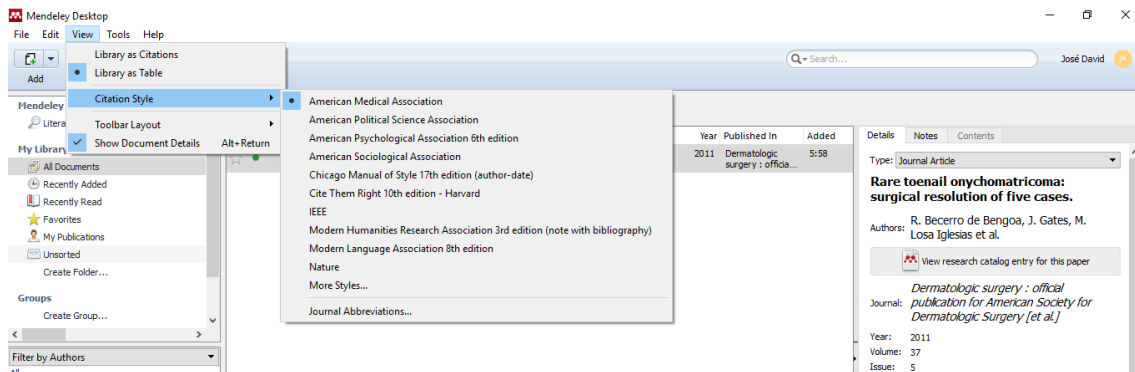 Mendeley Desktop
File Edit View Tools Help
Library as Citations
Library as Table
Citation Style
Toolbar Layout
Show Document Details Alt+Return
Add
Search...
José David
American Medical Association
American Political Science Association
American Psychological Association 6th edition
American Sociological Association
Chicago Manual of Style 17th edition (author-date)
Cite Them Right 10th edition - Harvard
IEEE
Modern Humanities Research Association 3rd edition (note with bibliography)
Modern Language Association 8th edition
Nature
More Styles...
Journal Abbreviations...
Mendeley
Litera
My Library
All Documents
Recently Added
Recently Read
Favorites
My Publications
Unsorted
Create Folder...
Groups
Create Group...
Filter by Authors
Year Published In Added
2011 Dermatologic 5:58
surgery : officia...
Details Notes Contents
Type: Journal Article
Rare toenail onychomatricoma:
surgical resolution of five cases.
Authors: R. Becerro de Bengoa, J. Gates, M.
Losa Iglesias et al.
View research catalog entry for this paper
Dermatologic surgery : official
Journal: publication for American Society for
Dermatologic Surgery [et al.]
Year: 2011
Volume: 37
Issue: 5